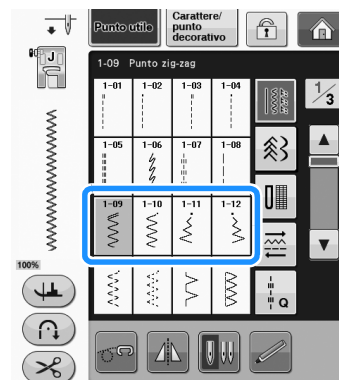 Punto utile
Carattere/
punto
decorativo
J
1-09 Punto zig-zag
1-01 1-02 1-03 1-04
1/3
1-05 1-06 1-07 1-08
1-09 1-10 1-11 1-12
100%
Q